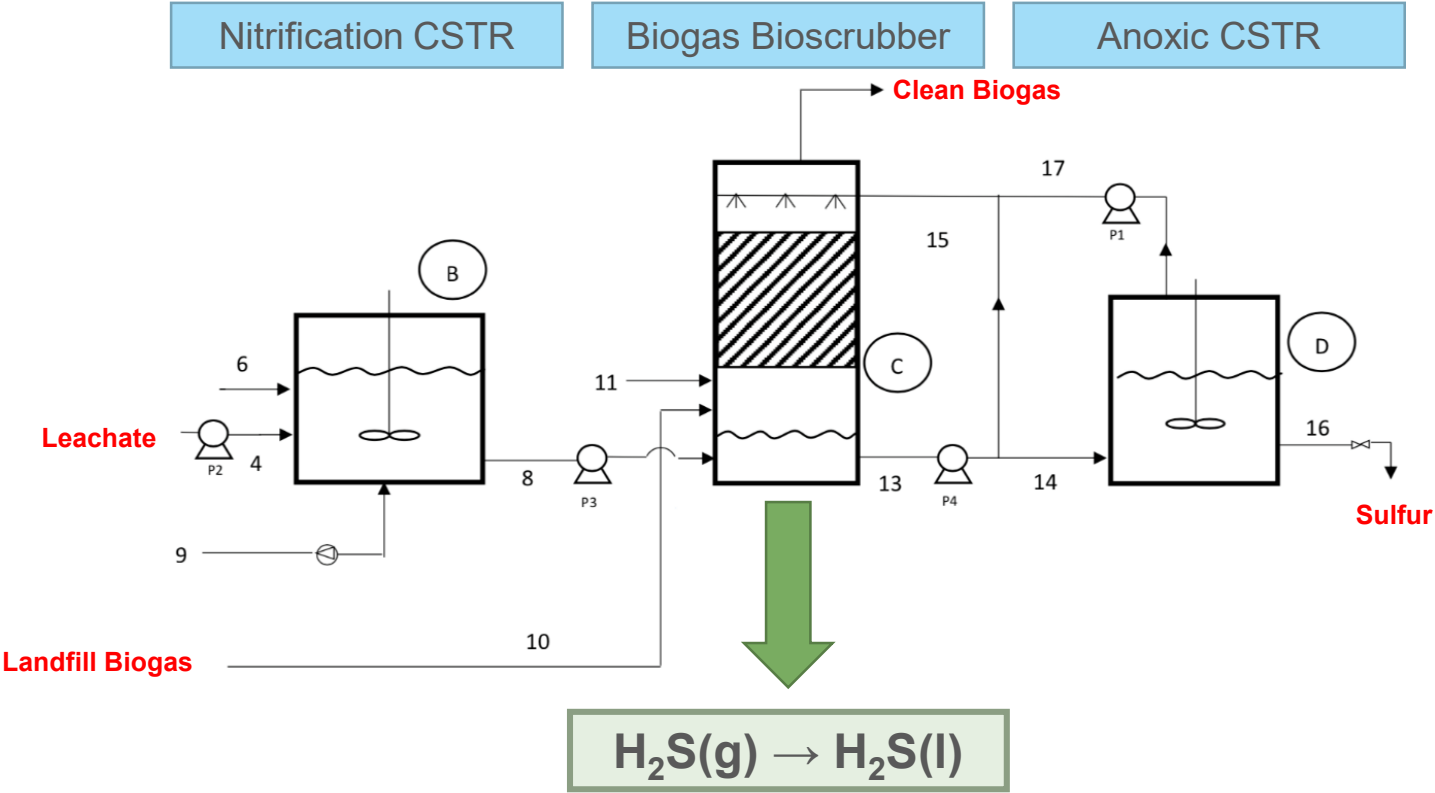 Nitrification CSTR
Biogas Bioscrubber
Anoxic CSTR
Clean Biogas
17
P1
15
B
D
C
6
11
Leachate
P2
4
16
8
P3
13
P4
14
Sulfur
9
10
Landfill Biogas
H₂S(g) → H₂S(l)